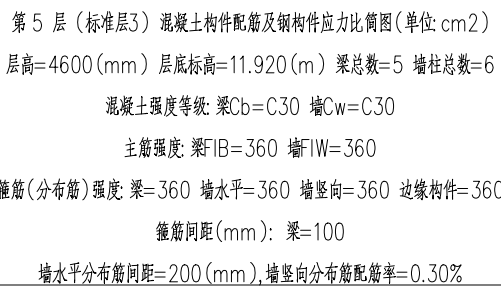 第 5 层 (标准层3) 混凝土构件配筋及钢构件应力比简图(单位:cm2)
层高=4600(mm) 层底标高=11.920(m) 梁总数=5 墙柱总数=6
混凝土强度等级: 梁Cb=C30 墙Cw=C30
主筋强度: 梁FIB=360 墙FIW=360
箍筋(分布筋)强度: 梁=360 墙水平=360 墙竖向=360 边缘构件=360
箍筋间距(mm): 梁=100
墙水平分布筋间距=200(mm),墙竖向分布筋配筋率=0.30%